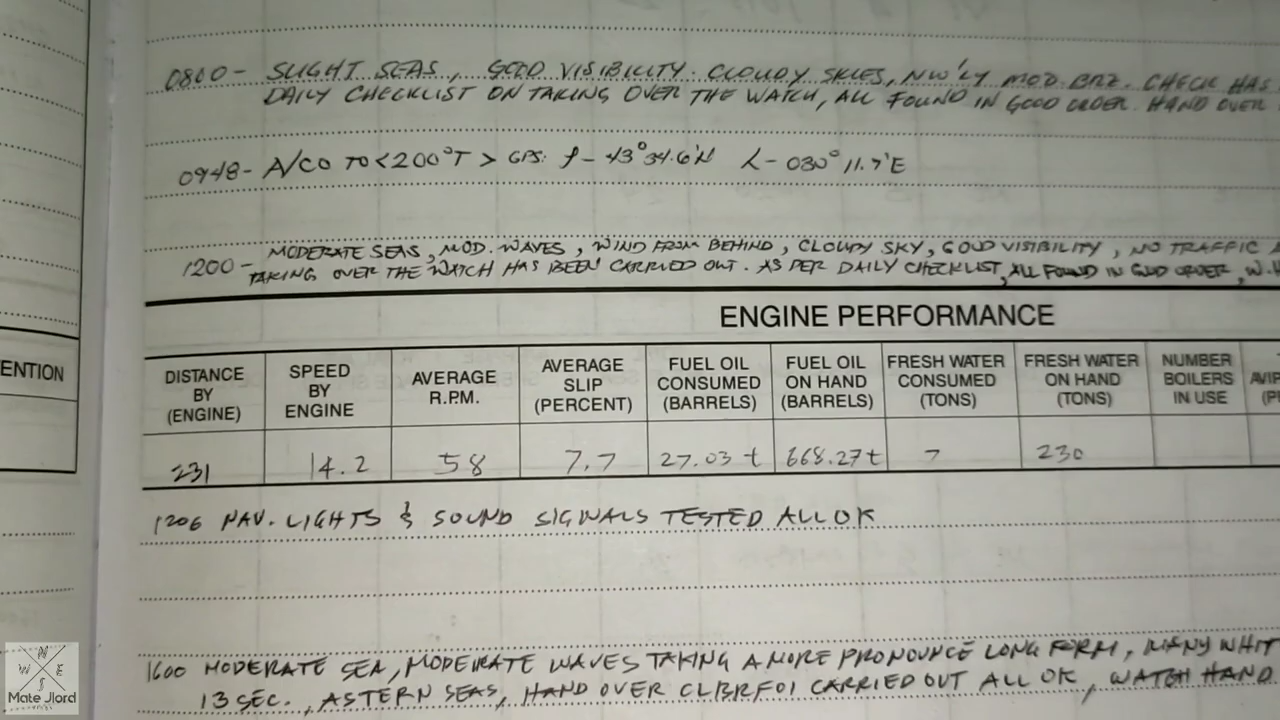 0800 - SLIGHT SEAS, GOOD VISIBILITY. CLOUDY SKIES, NW'LY MOD. BRZ. CHECK HAS
DAILY CHECKLIST ON TAKING OVER THE WATCH, ALL FOUND IN GOOD ORDER. HAND OVER
0948 - A/CO TO <200°T> GPS: φ - 43°34.6'N λ - 030°11.7'E
1200 - MODERATE SEAS, MOD. WAVES, WIND FROM BEHIND, CLOUDY SKY, GOOD VISIBILITY, NO TRAFFIC
TAKING OVER THE WATCH HAS BEEN CARRIED OUT. AS PER DAILY CHECKLIST, ALL FOUND IN GOOD ORDER, W.H
ENGINE PERFORMANCE
ENTION
DISTANCE BY (ENGINE) SPEED BY ENGINE AVERAGE R.P.M. AVERAGE SLIP (PERCENT) FUEL OIL CONSUMED (BARRELS) FUEL OIL ON HAND (BARRELS) FRESH WATER CONSUMED (TONS) FRESH WATER ON HAND (TONS) NUMBER BOILERS IN USE
231 14.2 58 7.7 27.03 t 668.27 t 7 230
1206 NAV. LIGHTS & SOUND SIGNALS TESTED ALL OK
1600 MODERATE SEA, MODERATE WAVES TAKING A MORE PRONOUNCE LONG FORM, MANY WHIT
13 SEC., ASTERN SEAS, HAND OVER CLBRF01 CARRIED OUT ALL OK, WATCH HAND
N
W E
S
Mate Jlord